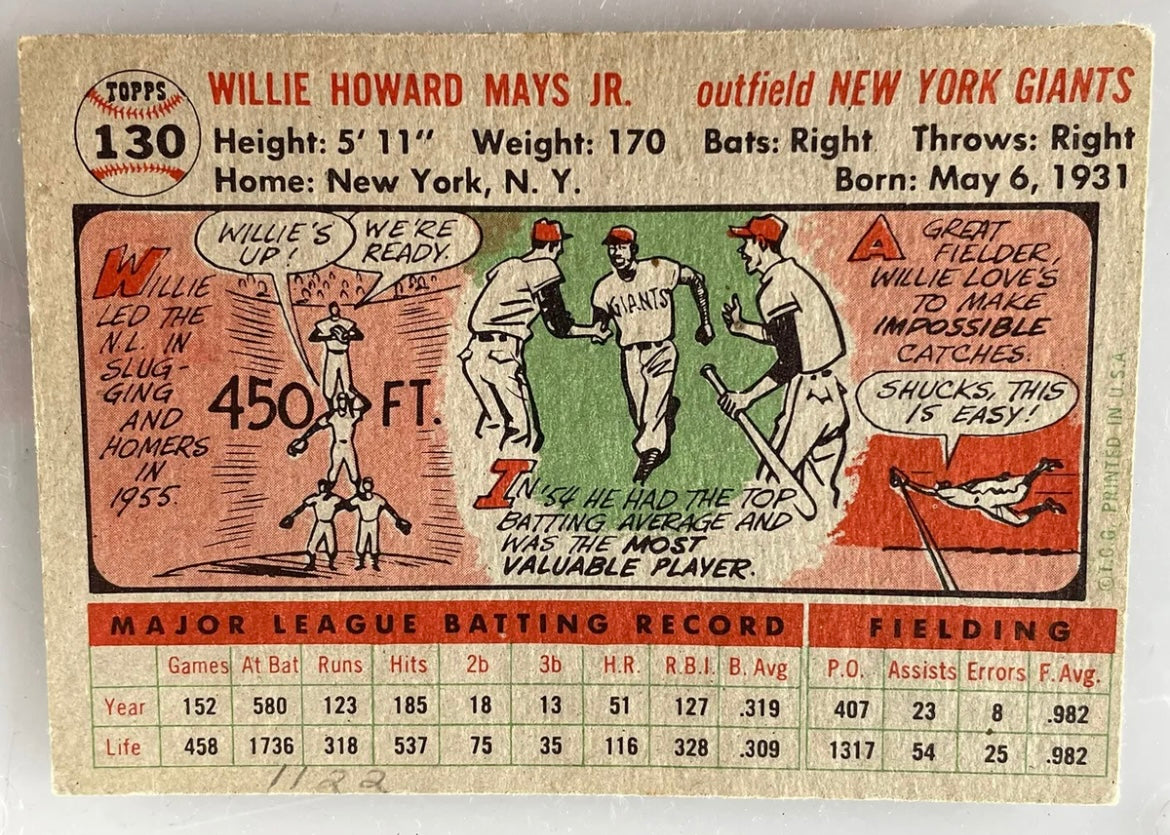 TOPPS
130
WILLIE HOWARD MAYS JR. outfield NEW YORK GIANTS
Height: 5' 11" Weight: 170 Bats: Right Throws: Right
Home: New York, N. Y. Born: May 6, 1931
WILLIE
LED THE
N.L. IN
SLUG-
GING
AND
HOMERS
IN
1955.
WILLIE'S
UP!
WE'RE
READY.
450 FT.
GIANTS
IN '54 HE HAD THE TOP
BATTING AVERAGE AND
WAS THE MOST
VALUABLE PLAYER.
A GREAT
FIELDER,
WILLIE LOVE'S
TO MAKE
IMPOSSIBLE
CATCHES.
SHUCKS, THIS
IS EASY!
©T.C.G. PRINTED IN U.S.A.
MAJOR LEAGUE BATTING RECORD FIELDING
Games At Bat Runs Hits 2b 3b H.R. R.B.I. B. Avg P.O. Assists Errors F. Avg.
Year 152 580 123 185 18 13 51 127 .319 407 23 8 .982
Life 458 1736 318 537 75 35 116 328 .309 1317 54 25 .982
1122